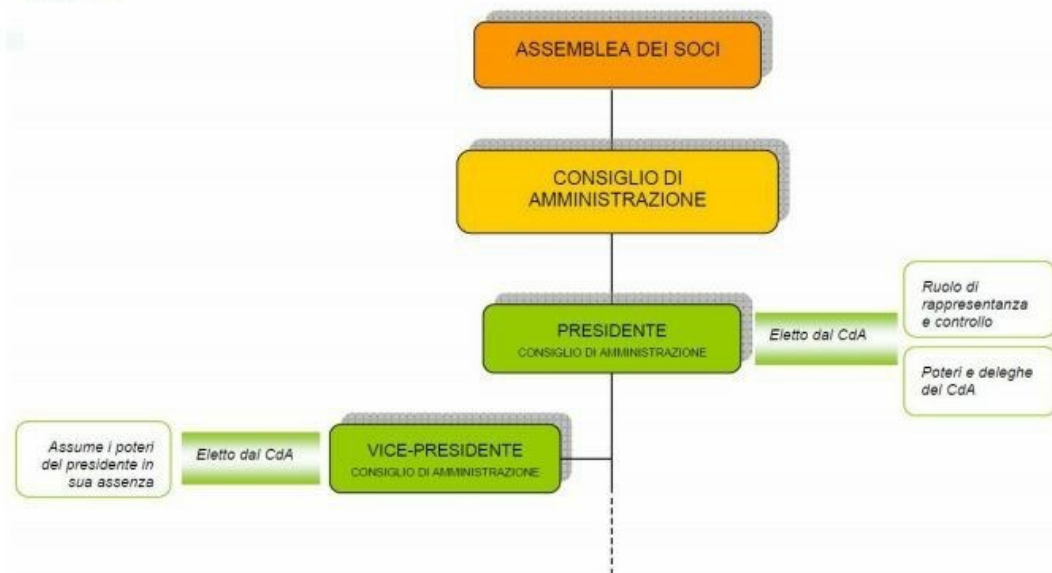 ASSEMBLEA DEI SOCI
CONSIGLIO DI
AMMINISTRAZIONE
PRESIDENTE
CONSIGLIO DI AMMINISTRAZIONE
Eletto dal CdA
Ruolo di
rappresentanza
e controllo
Poteri e deleghe
del CdA
VICE-PRESIDENTE
CONSIGLIO DI AMMINISTRAZIONE
Eletto dal CdA
Assume i poteri
del presidente in
sua assenza